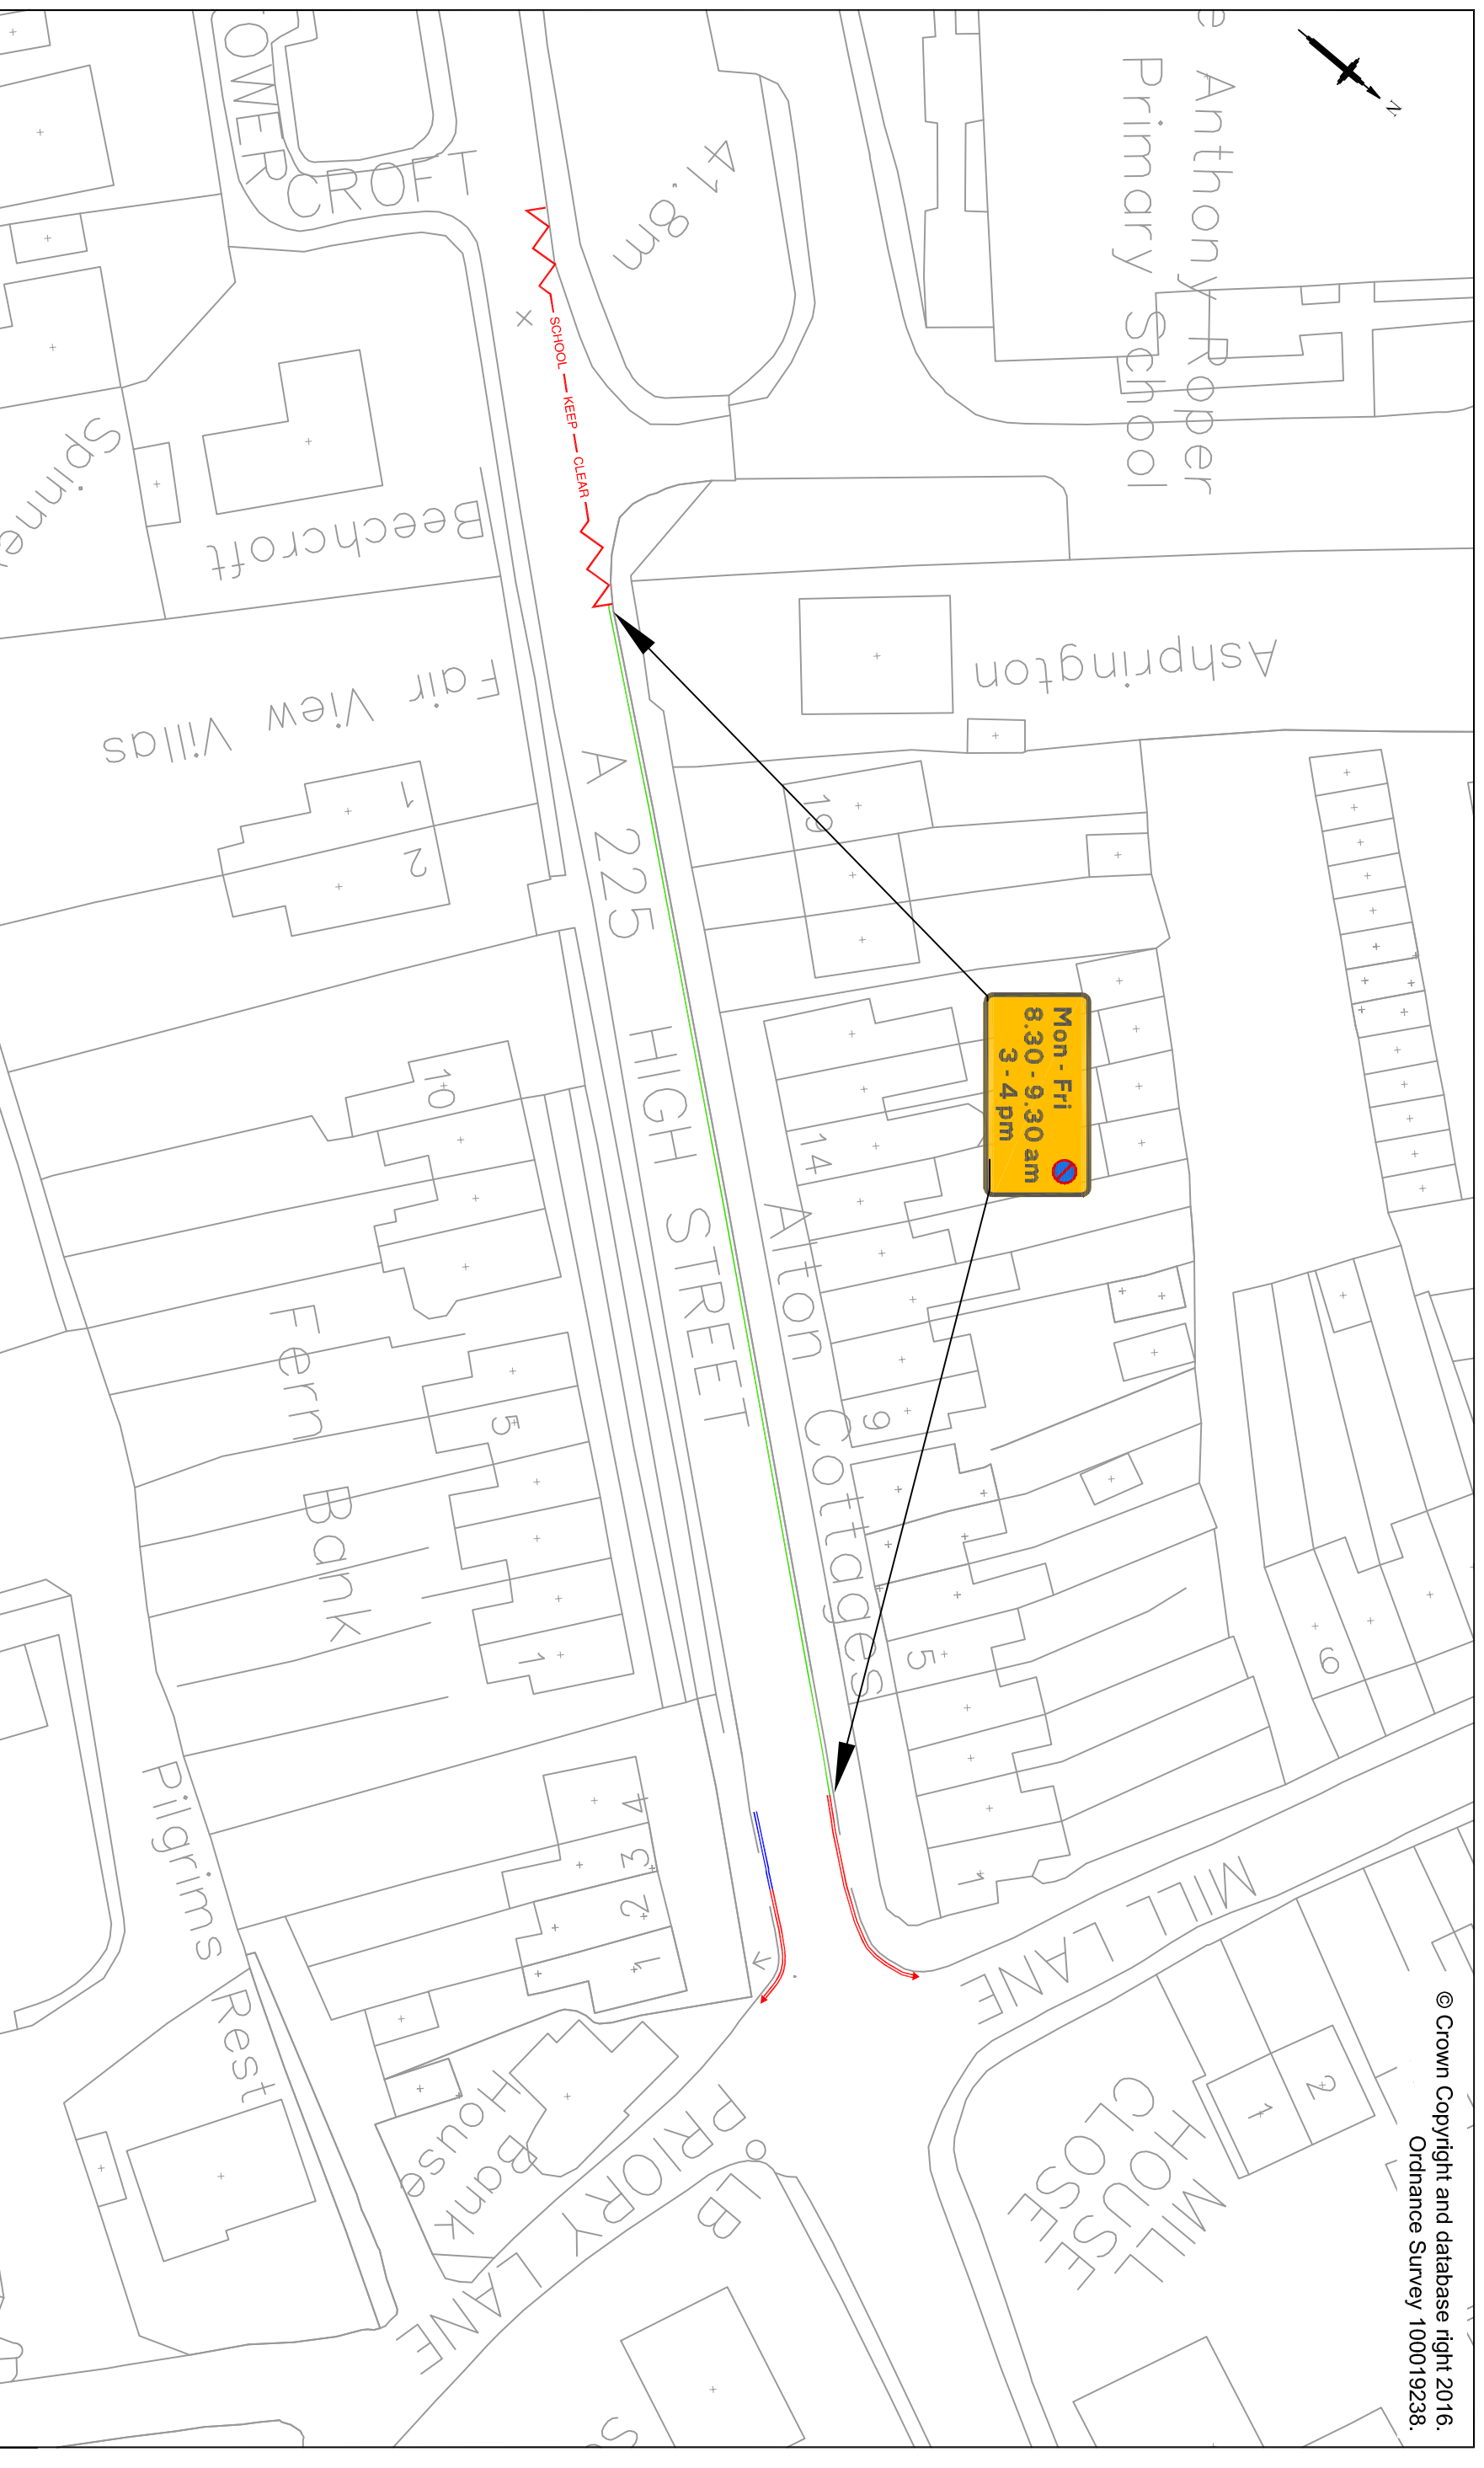 e Anthony Roper
Primary School
N
41.8m
OWER CROFT
SCHOOL KEEP CLEAR
Beechcroft
Spinney
Ashprington
Fair View Villas
1
2
19
A 225 HIGH STREET
Mon - Fri
8.30 - 9.30 am
3 - 4 pm
10
14
Alton Cottages
9
5
1
Fern Bank
5
1
9
4
3
2
1
MILL LANE
Pilgrims Rest
Bank
House
PRIORY LANE
LB
MILL
HOUSE
CLOSE
2
1
© Crown Copyright and database right 2016.
Ordnance Survey 100019238.